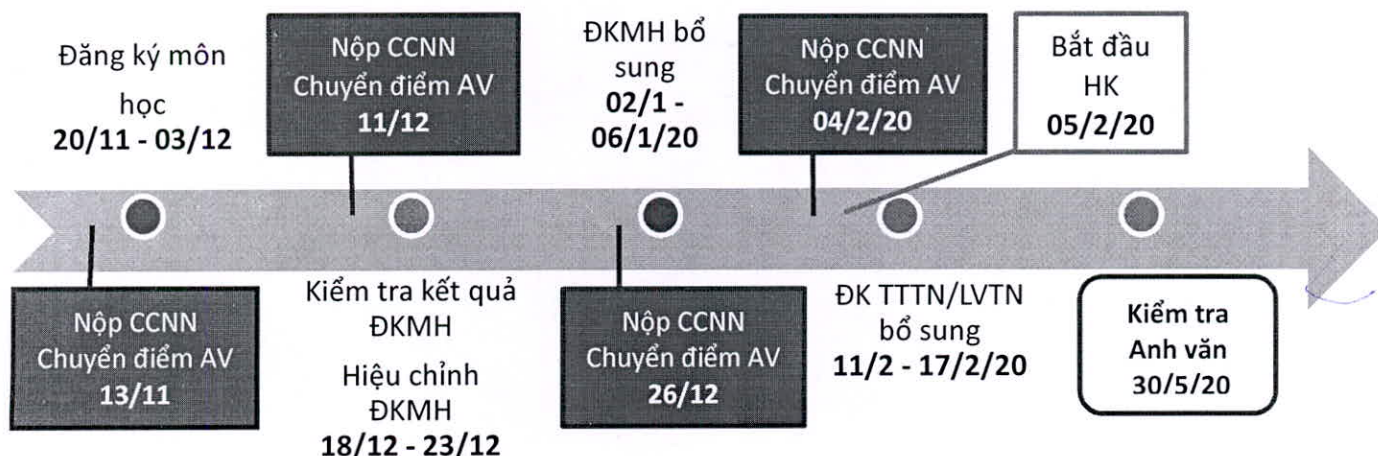 Đăng ký môn
học
20/11 - 03/12
Nộp CCNN
Chuyển điểm AV
11/12
ĐKMH bổ
sung
02/1 -
06/1/20
Nộp CCNN
Chuyển điểm AV
04/2/20
Bắt đầu
HK
05/2/20
Nộp CCNN
Chuyển điểm AV
13/11
Kiểm tra kết quả
ĐKMH
Hiệu chỉnh
ĐKMH
18/12 - 23/12
Nộp CCNN
Chuyển điểm AV
26/12
ĐK TTTN/LVTN
bổ sung
11/2 - 17/2/20
Kiểm tra
Anh văn
30/5/20